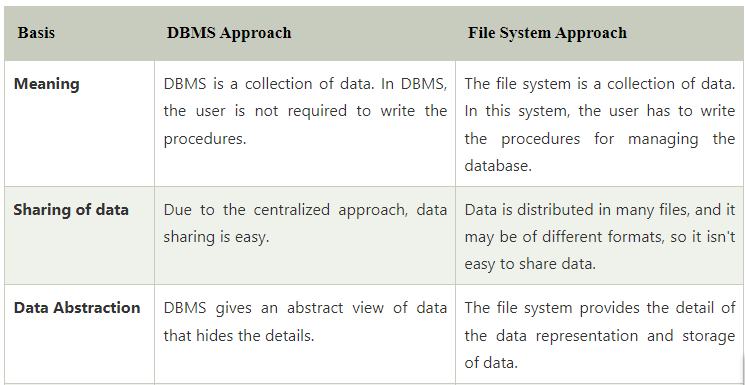 Basis
DBMS Approach
File System Approach
Meaning
DBMS is a collection of data. In DBMS,
the user is not required to write the
procedures.
The file system is a collection of data.
In this system, the user has to write
the procedures for managing the
database.
Sharing of data
Due to the centralized approach, data
sharing is easy.
Data is distributed in many files, and it
may be of different formats, so it isn't
easy to share data.
Data Abstraction
DBMS gives an abstract view of data
that hides the details.
The file system provides the detail of
the data representation and storage
of data.